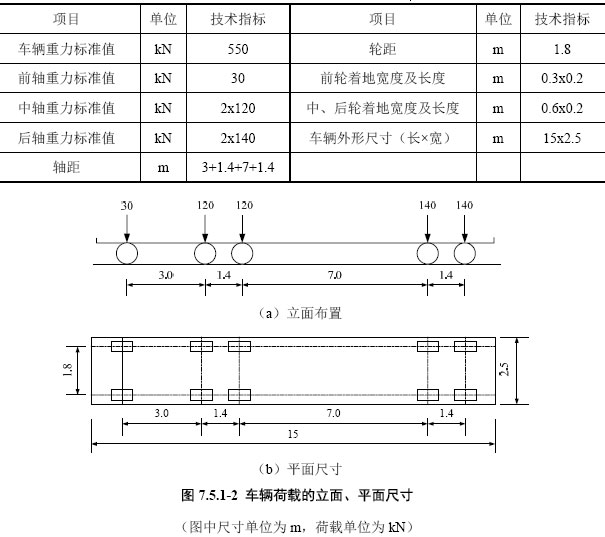 项目 单位 技术指标 项目 单位 技术指标
车辆重力标准值 kN 550 轮距 m 1.8
前轴重力标准值 kN 30 前轮着地宽度及长度 m 0.3x0.2
中轴重力标准值 kN 2x120 中、后轮着地宽度及长度 m 0.6x0.2
后轴重力标准值 kN 2x140 车辆外形尺寸（长×宽） m 15x2.5
轴距 m 3+1.4+7+1.4
30 120 120 140 140
3.0 1.4 7.0 1.4
（a）立面布置
1.8 2.5
3.0 1.4 7.0 1.4
15
（b）平面尺寸
图 7.5.1-2 车辆荷载的立面、平面尺寸
（图中尺寸单位为 m，荷载单位为 kN）